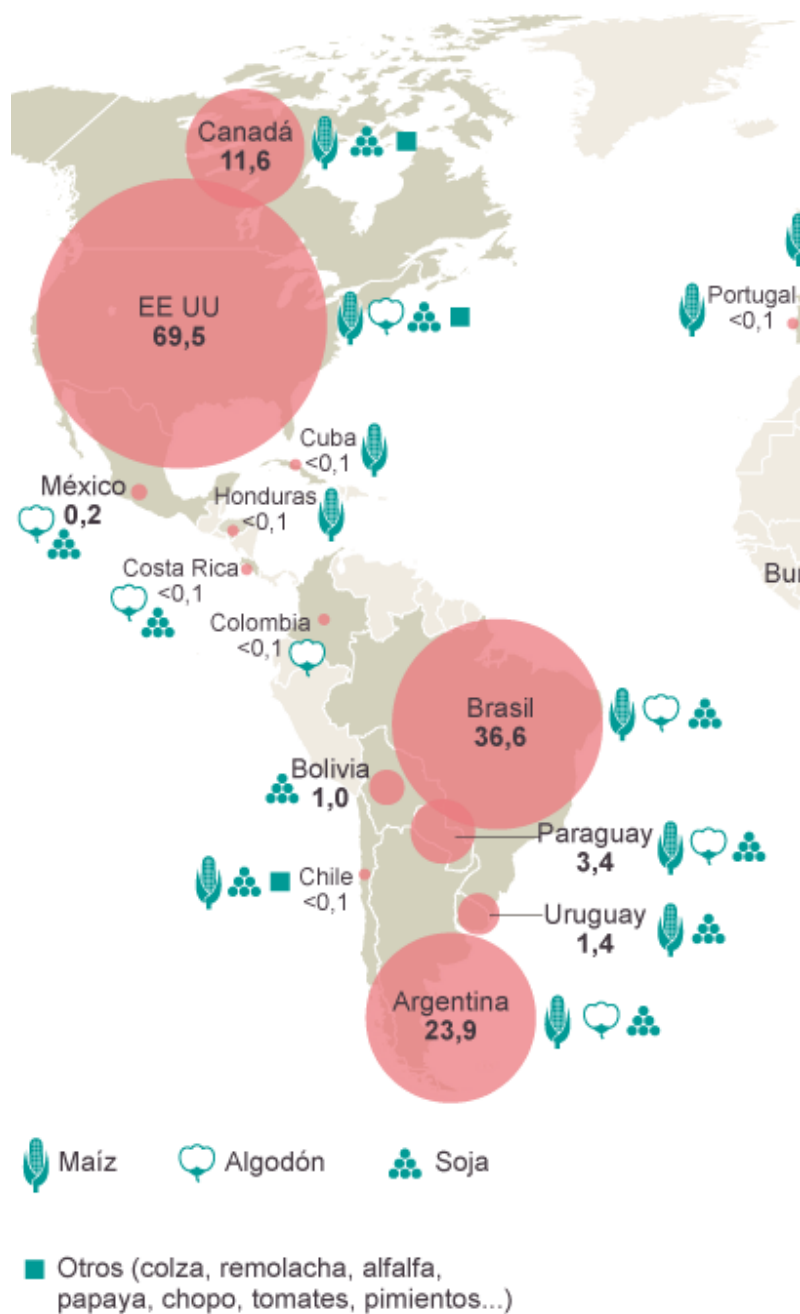 Canadá
11,6
EE UU
69,5
Portugal
<0,1
Cuba
<0,1
México
0,2
Honduras
<0,1
Costa Rica
<0,1
Colombia
<0,1
Bur
Brasil
36,6
Bolivia
1,0
Paraguay
3,4
Chile
<0,1
Uruguay
1,4
Argentina
23,9
Maíz
Algodón
Soja
Otros (colza, remolacha, alfalfa,
papaya, chopo, tomates, pimientos...)